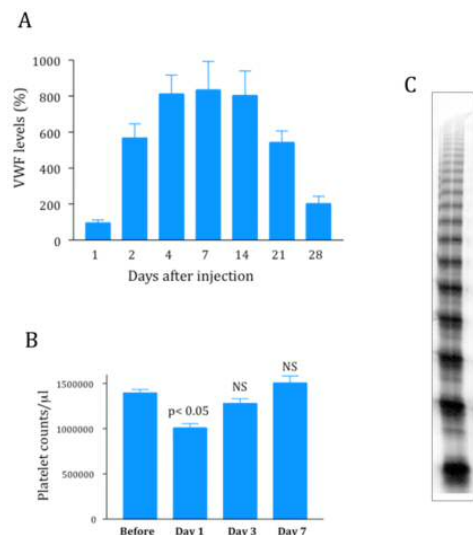 A
VWF levels (%)
1000
800
600
400
200
0
1 2 4 7 14 21 28
Days after injection
B
Platelet counts/µl
1500000
1000000
500000
0
p< 0.05
NS
NS
Before Day 1 Day 3 Day 7
C